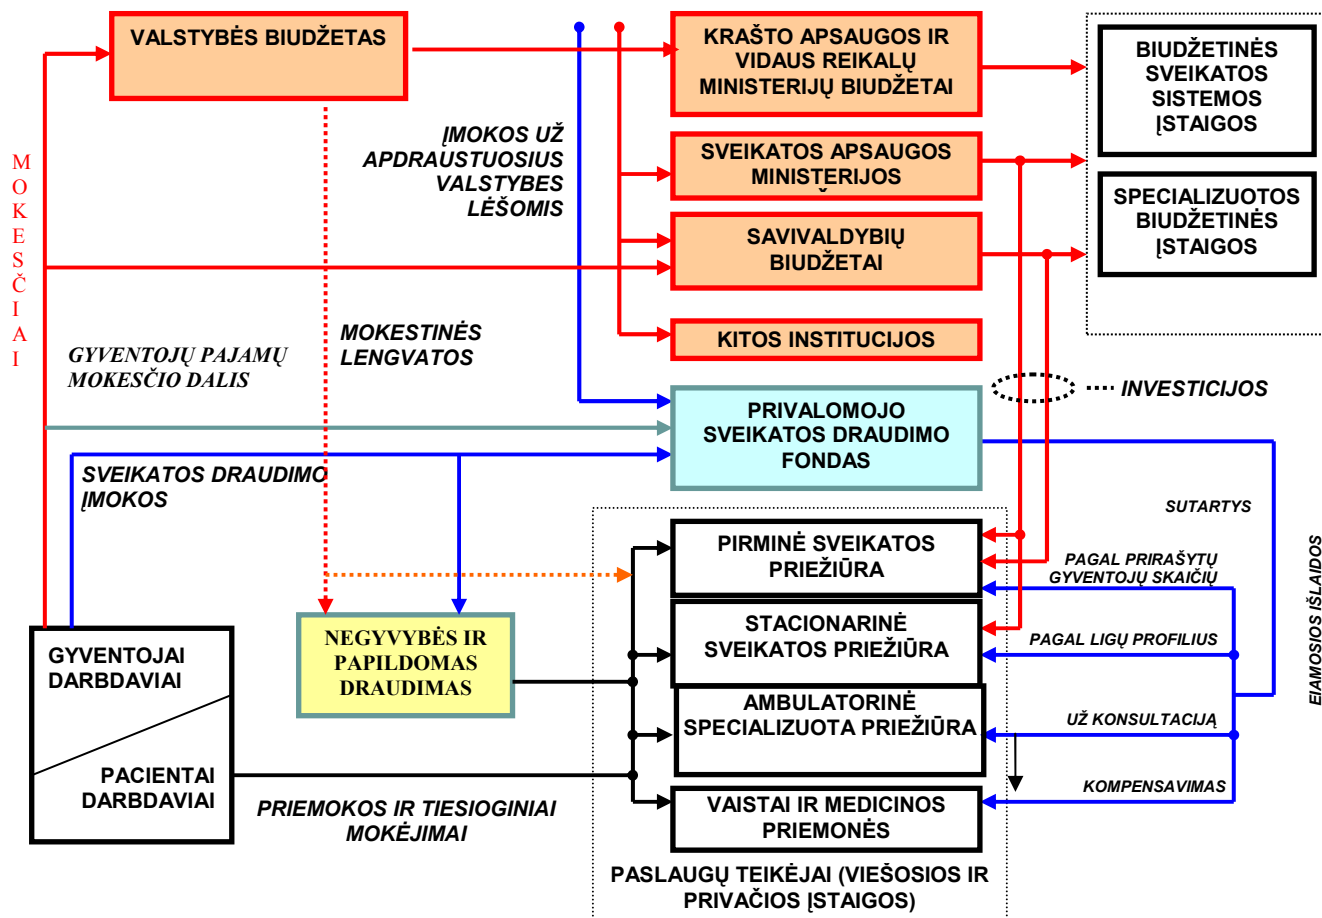 VALSTYBĖS BIUDŽETAS
KRAŠTO APSAUGOS IR
VIDAUS REIKALŲ
MINISTERIJŲ BIUDŽETAI
BIUDŽETINĖS
SVEIKATOS
SISTEMOS
ĮSTAIGOS
ĮMOKOS UŽ
APDRAUSTUOSIUS
VALSTYBES
LĖŠOMIS
SVEIKATOS APSAUGOS
MINISTERIJOS
SPECIALIZUOTOS
BIUDŽETINĖS
ĮSTAIGOS
M
O
K
E
S
Č
I
A
I
SAVIVALDYBIŲ
BIUDŽETAI
MOKESTINĖS
LENGVATOS
KITOS INSTITUCIJOS
GYVENTOJŲ PAJAMŲ
MOKESČIO DALIS
INVESTICIJOS
PRIVALOMOJO
SVEIKATOS DRAUDIMO
FONDAS
SVEIKATOS DRAUDIMO
ĮMOKOS
SUTARTYS
EIAMOSIOS IŠLAIDOS
PIRMINĖ SVEIKATOS
PRIEŽIŪRA
PAGAL PRIRAŠYTŲ
GYVENTOJŲ SKAIČIŲ
NEGYVYBĖS IR
PAPILDOMAS
DRAUDIMAS
STACIONARINĖ
SVEIKATOS PRIEŽIŪRA
PAGAL LIGŲ PROFILIUS
GYVENTOJAI
DARBDAVIAI
AMBULATORINĖ
SPECIALIZUOTA PRIEŽIŪRA
UŽ KONSULTACIJĄ
PACIENTAI
DARBDAVIAI
KOMPENSAVIMAS
PRIEMOKOS IR TIESIOGINIAI
MOKĖJIMAI
VAISTAI IR MEDICINOS
PRIEMONĖS
PASLAUGŲ TEIKĖJAI (VIEŠOSIOS IR
PRIVAČIOS ĮSTAIGOS)